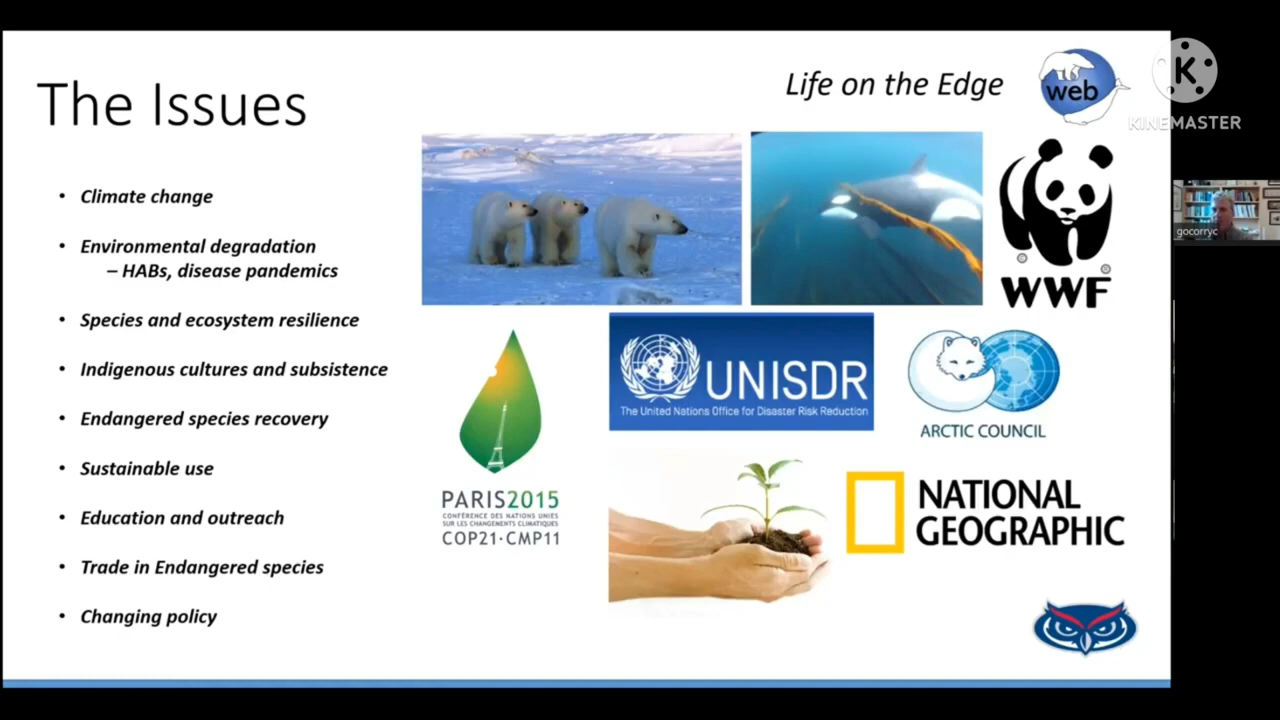 The Issues
Life on the Edge
web
K
KINEMASTER
• Climate change
• Environmental degradation
– HABs, disease pandemics
• Species and ecosystem resilience
• Indigenous cultures and subsistence
• Endangered species recovery
• Sustainable use
• Education and outreach
• Trade in Endangered species
• Changing policy
© ®
WWF
gocorryc
UNISDR
The United Nations Office for Disaster Risk Reduction
ARCTIC COUNCIL
PARIS2015
CONFÉRENCE DES NATIONS UNIES
SUR LES CHANGEMENTS CLIMATIQUES
COP21·CMP11
NATIONAL
GEOGRAPHIC